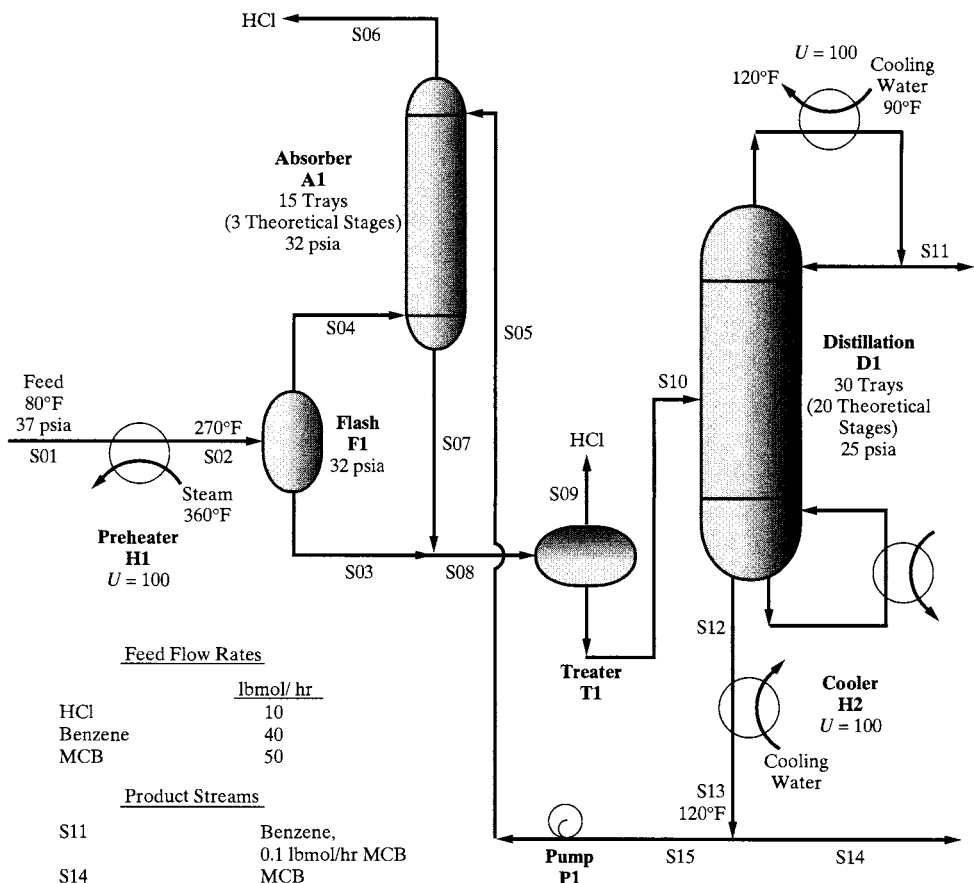 HCl
S06
Absorber
A1
15 Trays
(3 Theoretical Stages)
32 psia
U = 100
120°F
Cooling
Water
90°F
S11
S04
S05
Distillation
D1
30 Trays
(20 Theoretical
Stages)
25 psia
S10
Feed
80°F
37 psia
S01
270°F
S02
Steam
360°F
Preheater
H1
U = 100
Flash
F1
32 psia
S07
HCl
S09
S03
S08
Treater
T1
S12
Cooler
H2
U = 100
Cooling
Water
S13
120°F
Pump
P1
S15
S14
Feed Flow Rates
lbmol/ hr
HCl 10
Benzene 40
MCB 50
Product Streams
S11 Benzene,
0.1 lbmol/hr MCB
S14 MCB